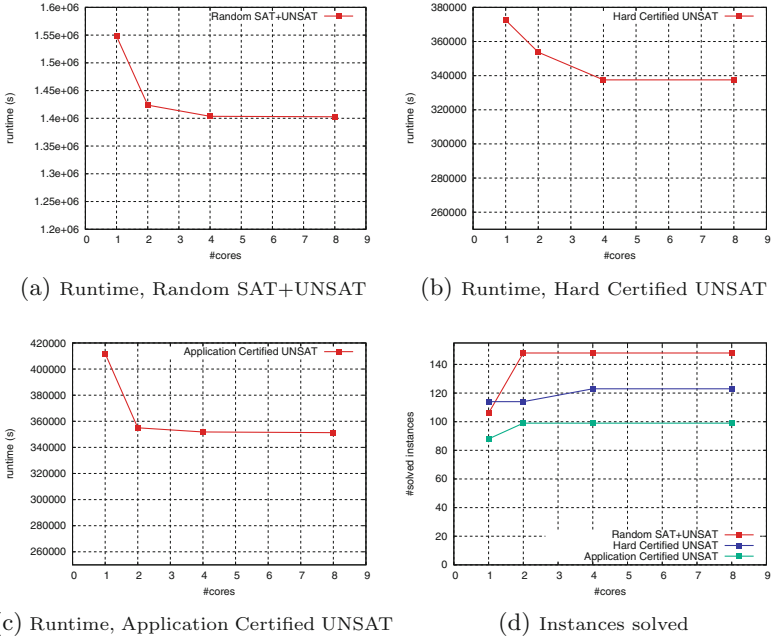 1.6e+06
Random SAT+UNSAT
1.55e+06
1.5e+06
1.45e+06
1.4e+06
1.35e+06
1.3e+06
1.25e+06
1.2e+06
runtime (s)
0 1 2 3 4 5 6 7 8 9
#cores
(a) Runtime, Random SAT+UNSAT
380000
Hard Certified UNSAT
360000
340000
320000
300000
280000
260000
runtime (s)
0 1 2 3 4 5 6 7 8 9
#cores
(b) Runtime, Hard Certified UNSAT
420000
Application Certified UNSAT
400000
380000
360000
340000
320000
300000
280000
260000
runtime (s)
0 1 2 3 4 5 6 7 8 9
#cores
c) Runtime, Application Certified UNSAT
140
120
100
80
60
40
20
0
#solved instances
Random SAT+UNSAT
Hard Certified UNSAT
Application Certified UNSAT
0 1 2 3 4 5 6 7 8 9
#cores
(d) Instances solved